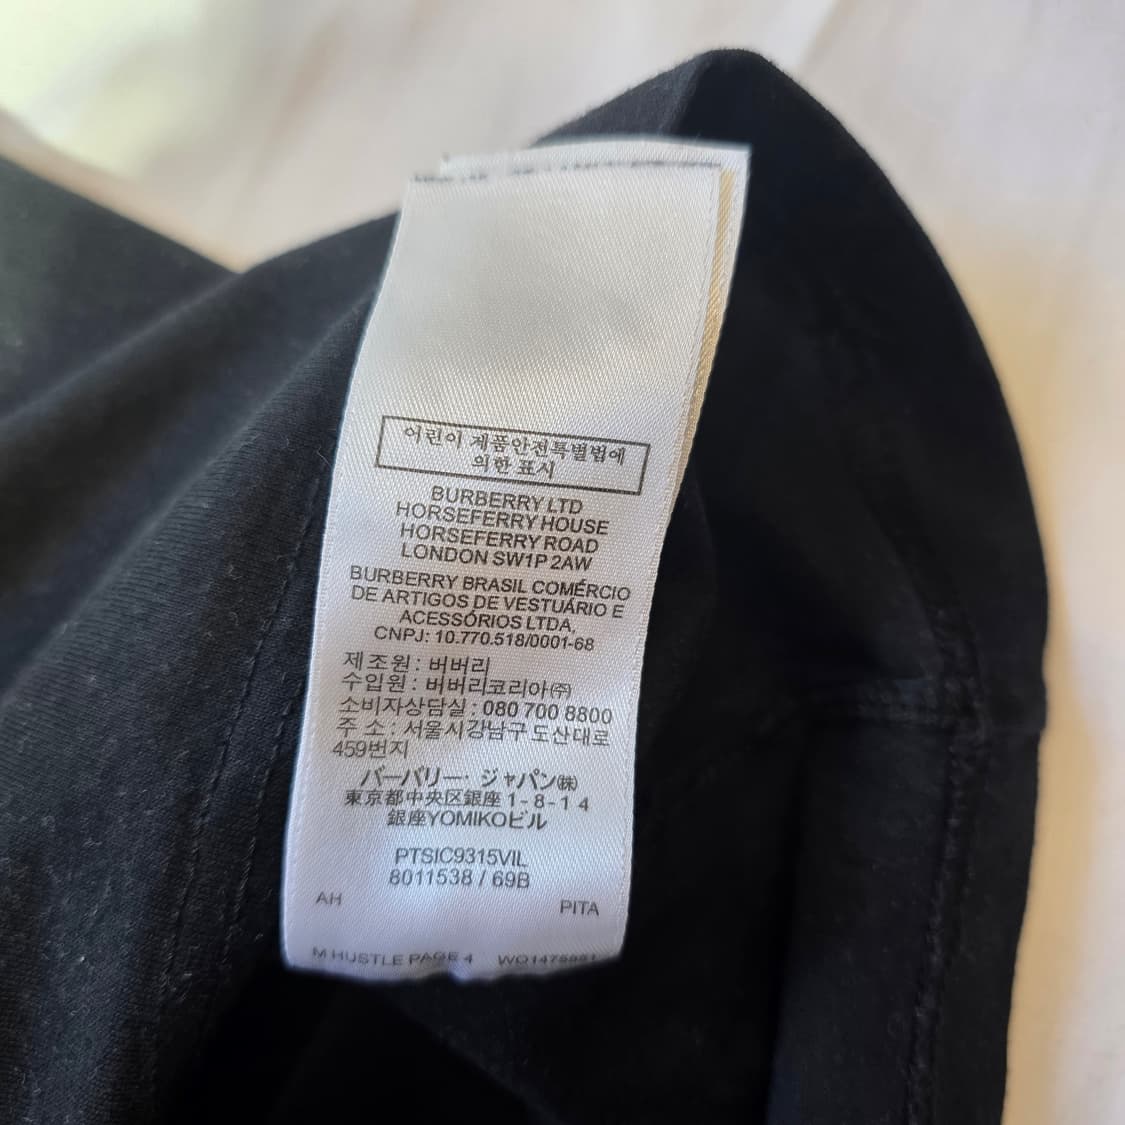 어린이 제품안전특별법에
의한 표시
BURBERRY LTD
HORSEFERRY HOUSE
HORSEFERRY ROAD
LONDON SW1P 2AW
BURBERRY BRASIL COMÉRCIO
DE ARTIGOS DE VESTUÁRIO E
ACESSÓRIOS LTDA,
CNPJ: 10.770.518/0001-68
제조원 : 버버리
수입원 : 버버리코리아㈜
소비자상담실 : 080 700 8800
주 소 : 서울시강남구 도산대로
459번지
バーバリー・ジャパン㈱
東京都中央区銀座 1-8-1 4
銀座YOMIKOビル
PTSIC9315VIL
8011538 / 69B
AH PITA
M HUSTLE PAGE 4